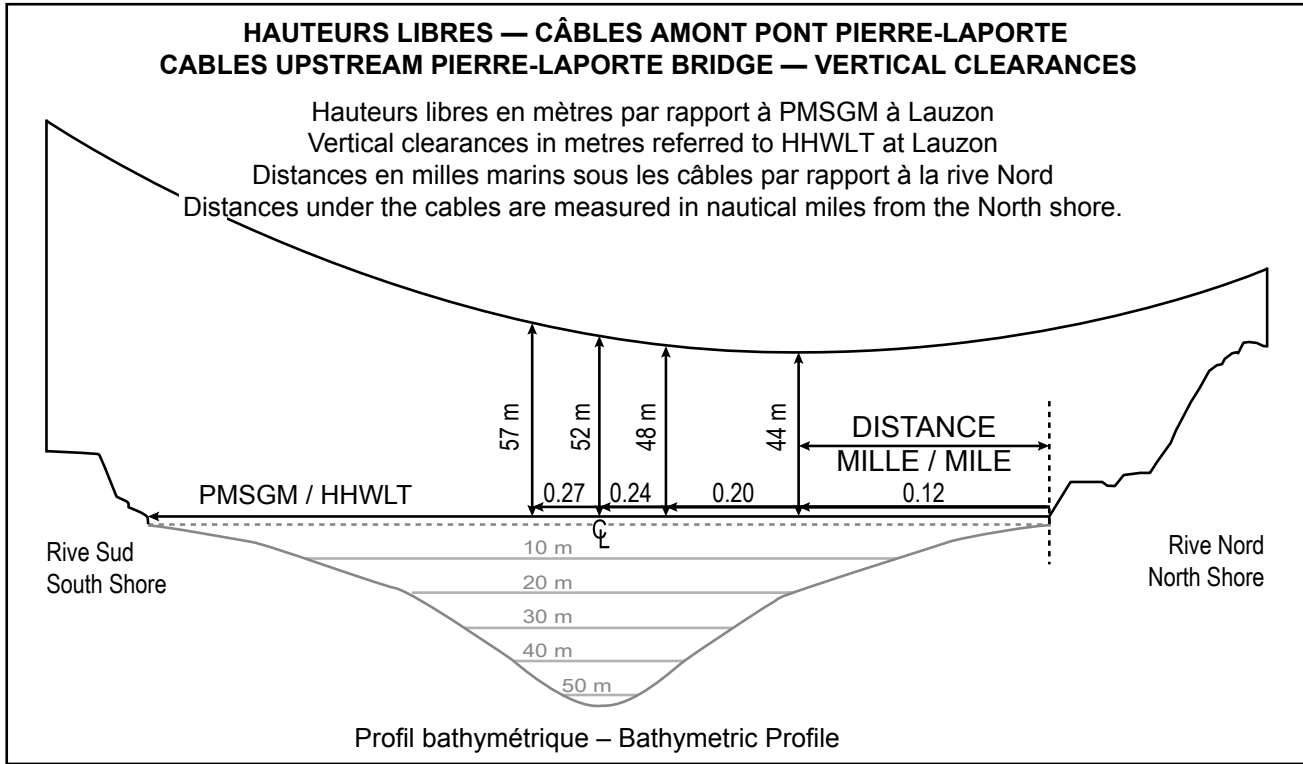 HAUTEURS LIBRES — CÂBLES AMONT PONT PIERRE-LAPORTE
CABLES UPSTREAM PIERRE-LAPORTE BRIDGE — VERTICAL CLEARANCES
Hauteurs libres en mètres par rapport à PMSGM à Lauzon
Vertical clearances in metres referred to HHWLT at Lauzon
Distances en milles marins sous les câbles par rapport à la rive Nord
Distances under the cables are measured in nautical miles from the North shore.
57 m
52 m
48 m
44 m
DISTANCE
MILLE / MILE
PMSGM / HHWLT
0.27
0.24
0.20
0.12
℄
Rive Sud
South Shore
Rive Nord
North Shore
10 m
20 m
30 m
40 m
50 m
Profil bathymétrique – Bathymetric Profile